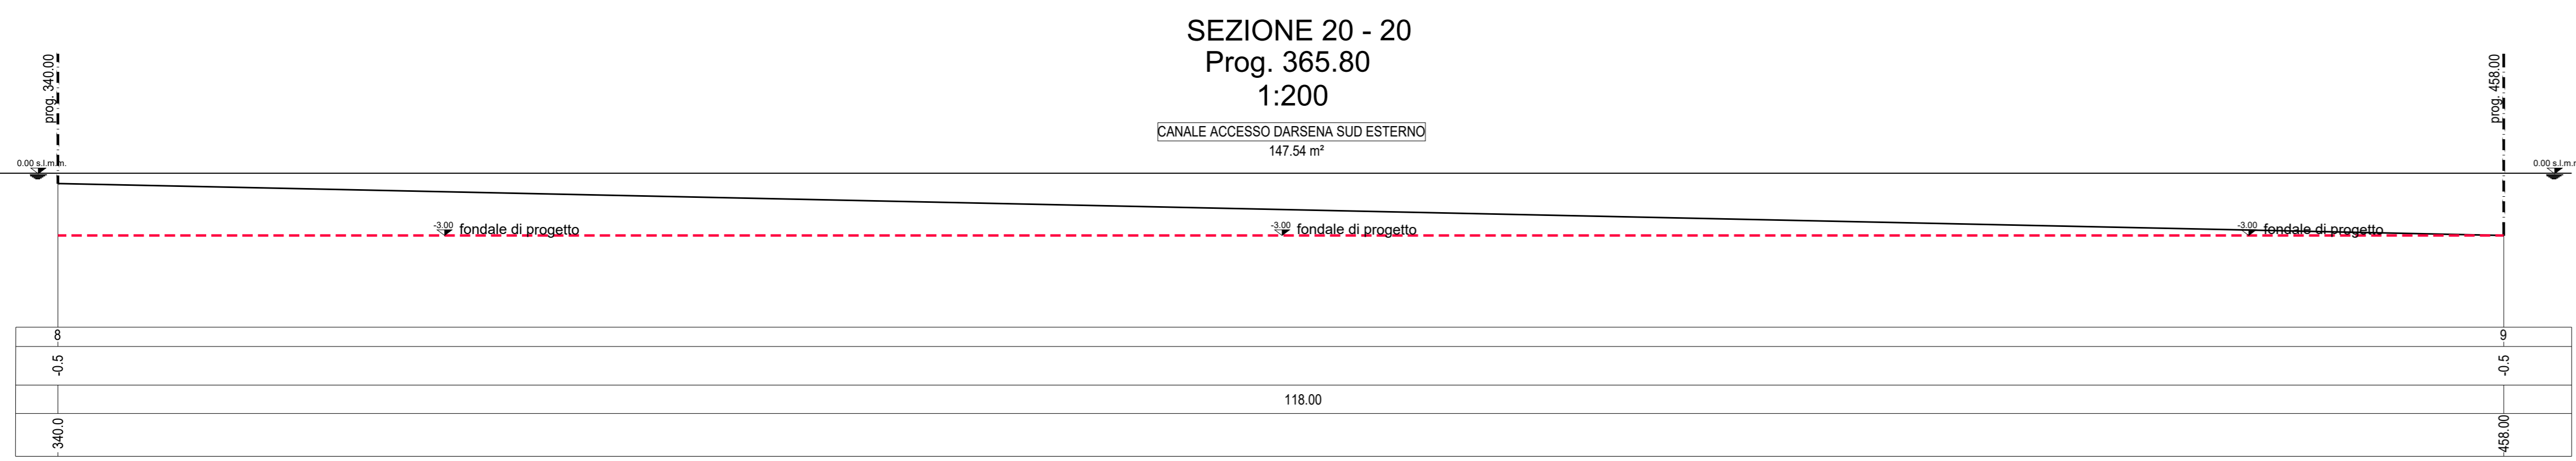 SEZIONE 20 - 20
Prog. 365.80
1:200
CANALE ACCESSO DARSENA SUD ESTERNO
147.54 m²
prog. 340.00
prog. 458.00
0.00 s.l.m.m.
0.00 s.l.m.m
-3.00 fondale di progetto
-3.00 fondale di progetto
-3.00 fondale di progetto
8
9
-0.5
-0.5
118.00
340.0
458.00